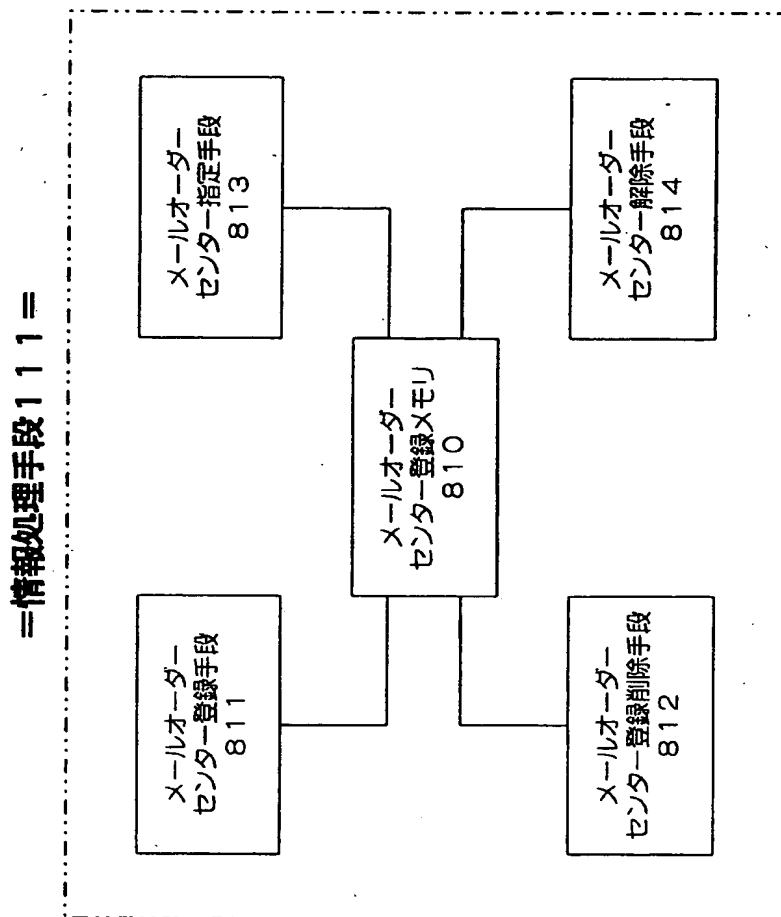 =情報処理手段１１１=
メールオーダー
センター登録手段
８１１
メールオーダー
センター指定手段
８１３
メールオーダー
センター登録メモリ
８１０
メールオーダー
センター登録削除手段
８１２
メールオーダー
センター解除手段
８１４